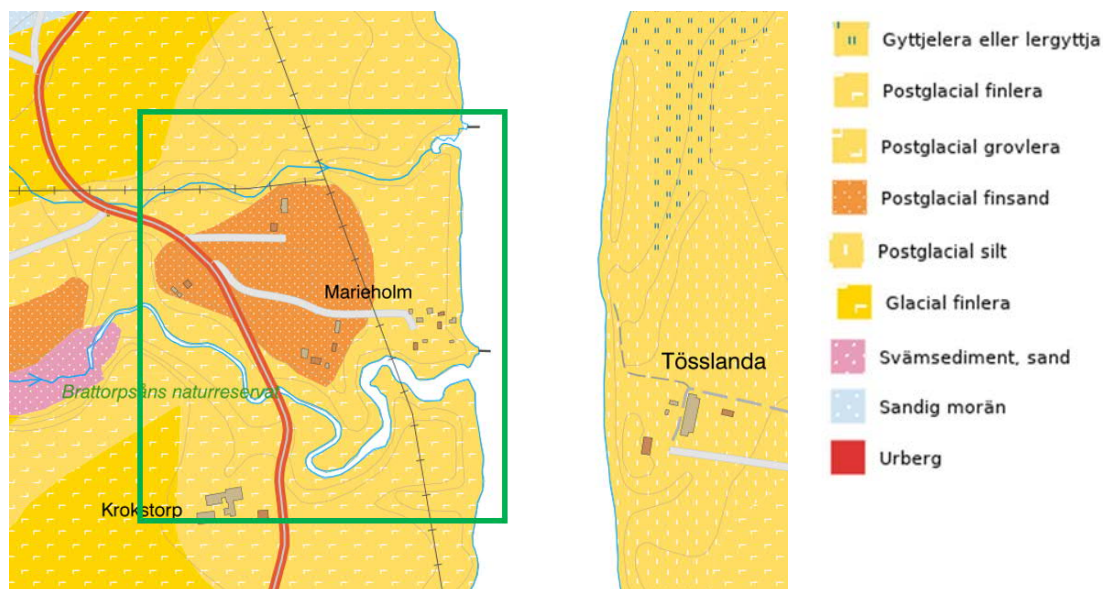 Marieholm
Tösslanda
Brattorpsåns naturreservat
Krokstorp
Gyttjelera eller lergyttja
Postglacial finlera
Postglacial grovlera
Postglacial finsand
Postglacial silt
Glacial finlera
Svämsediment, sand
Sandig morän
Urberg